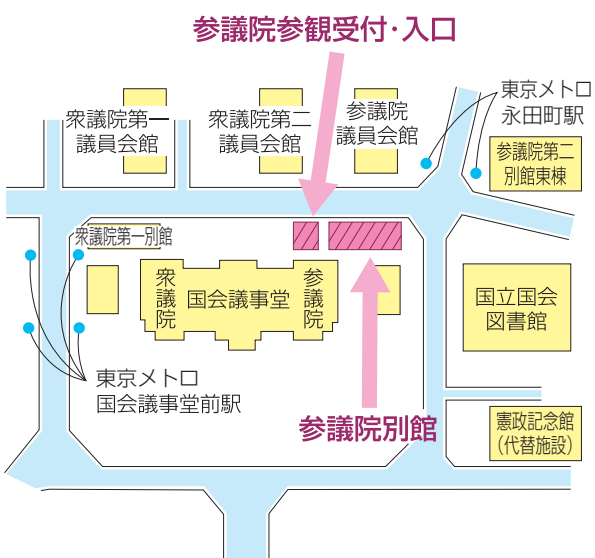 参議院参観受付・入口
衆議院第一
議員会館
衆議院第二
議員会館
参議院
議員会館
東京メトロ
永田町駅
参議院第二
別館東棟
衆議院第一別館
衆議院
国会議事堂
参議院
国立国会
図書館
東京メトロ
国会議事堂前駅
参議院別館
憲政記念館
（代替施設）